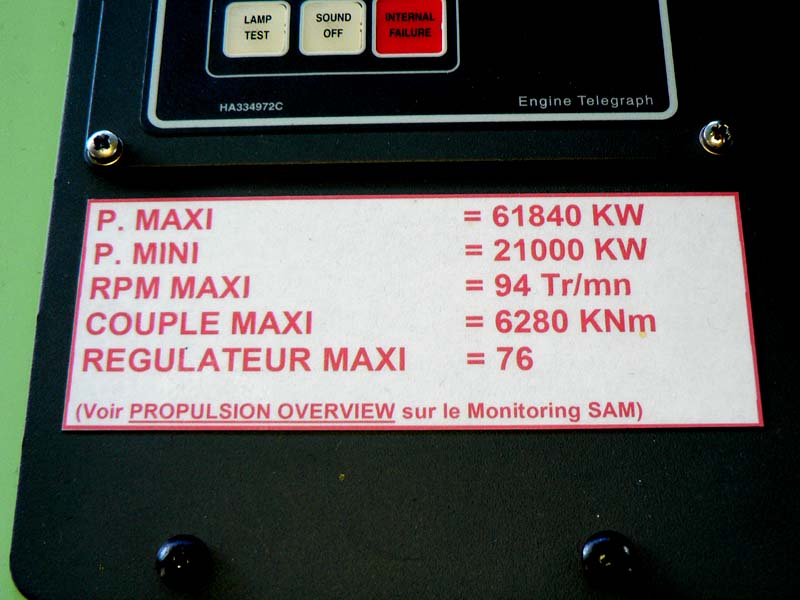 LAMP TEST
SOUND OFF
INTERNAL FAILURE
HA334972C
Engine Telegraph
P. MAXI = 61840 KW
P. MINI = 21000 KW
RPM MAXI = 94 Tr/mn
COUPLE MAXI = 6280 KNm
REGULATEUR MAXI = 76
(Voir PROPULSION OVERVIEW sur le Monitoring SAM)